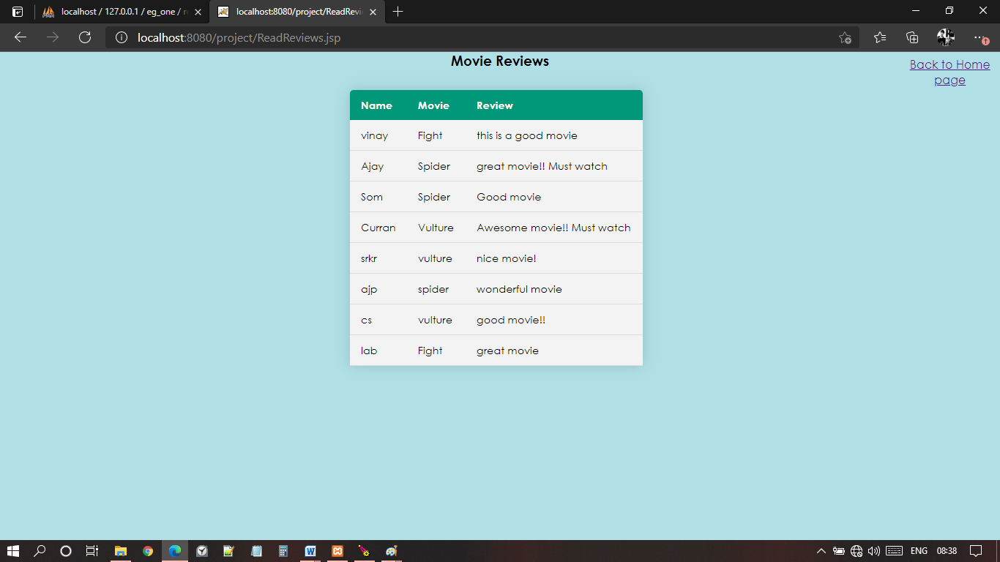 localhost / 127.0.0.1 / eg_one /
localhost:8080/project/ReadRevi
localhost:8080/project/ReadReviews.jsp
Movie Reviews
Back to Home
page
Name Movie Review
vinay Fight this is a good movie
Ajay Spider great movie!! Must watch
Som Spider Good movie
Curran Vulture Awesome movie!! Must watch
srkr vulture nice movie!
ajp spider wonderful movie
cs vulture good movie!!
lab Fight great movie
ENG 08:38